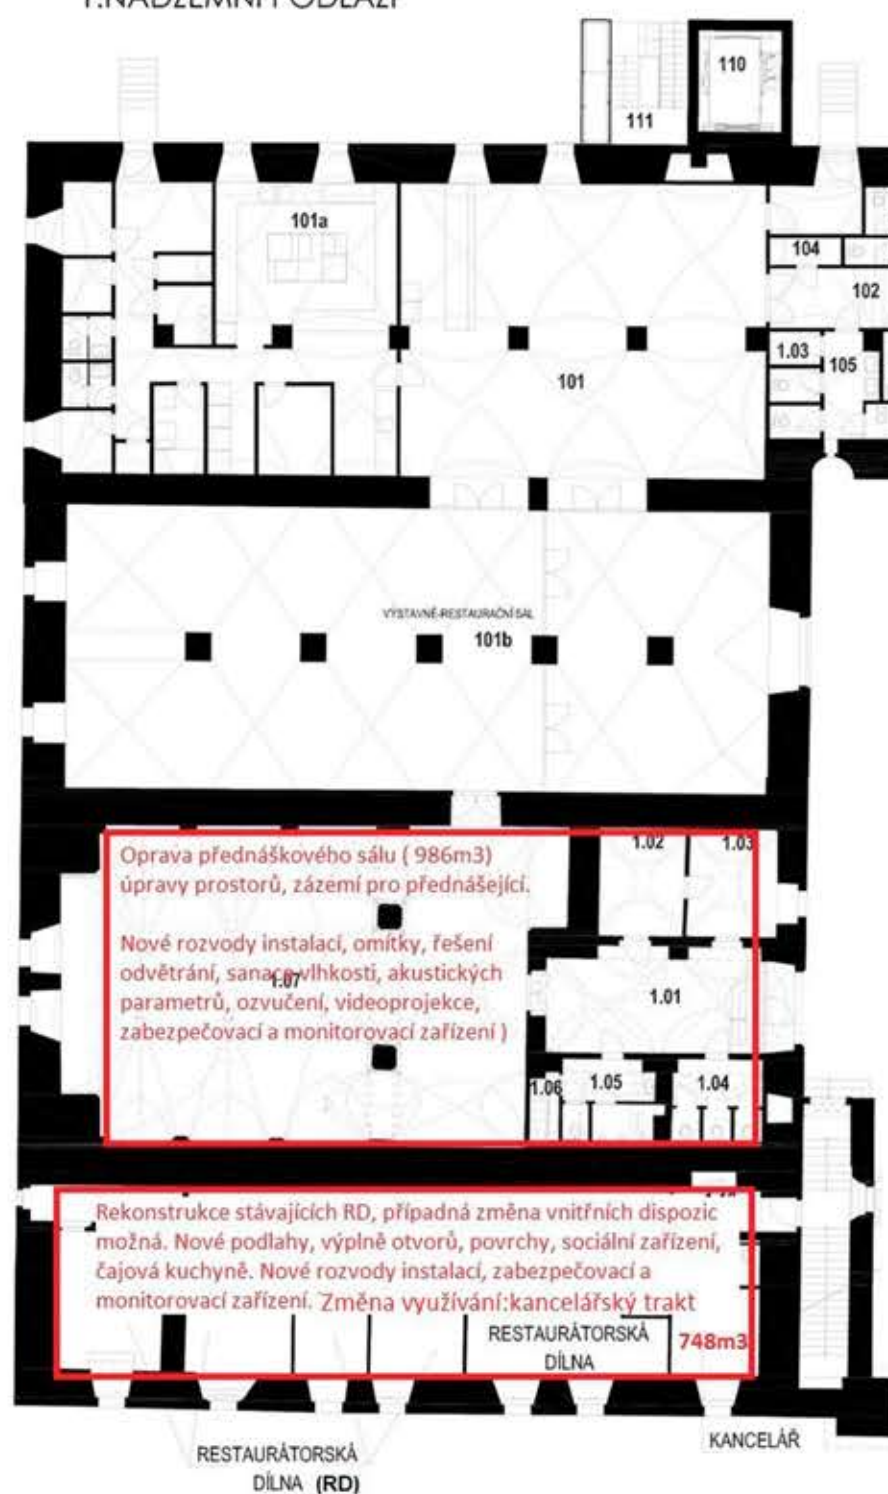 1.NADZEMNÍ PODLAŽÍ
110
111
101a
104
102
1.03
105
101
VÝSTAVNĚ-RESTAURAČNÍ SÁL
101b
Oprava přednáškového sálu ( 986m3)
úpravy prostorů, zázemí pro přednášející.
Nové rozvody instalací, omítky, řešení
odvětrání, sanace vlhkosti, akustických
parametrů, ozvučení, videoprojekce,
zabezpečovací a monitorovací zařízení )
1.07
1.02
1.03
1.01
1.06
1.05
1.04
Rekonstrukce stávajících RD, případná změna vnitřních dispozic
možná. Nové podlahy, výplně otvorů, povrchy, sociální zařízení,
čajová kuchyně. Nové rozvody instalací, zabezpečovací a
monitorovací zařízení. Změna využívání:kancelářský trakt
RESTAURÁTORSKÁ
DÍLNA
748m3
KANCELÁŘ
RESTAURÁTORSKÁ
DÍLNA (RD)